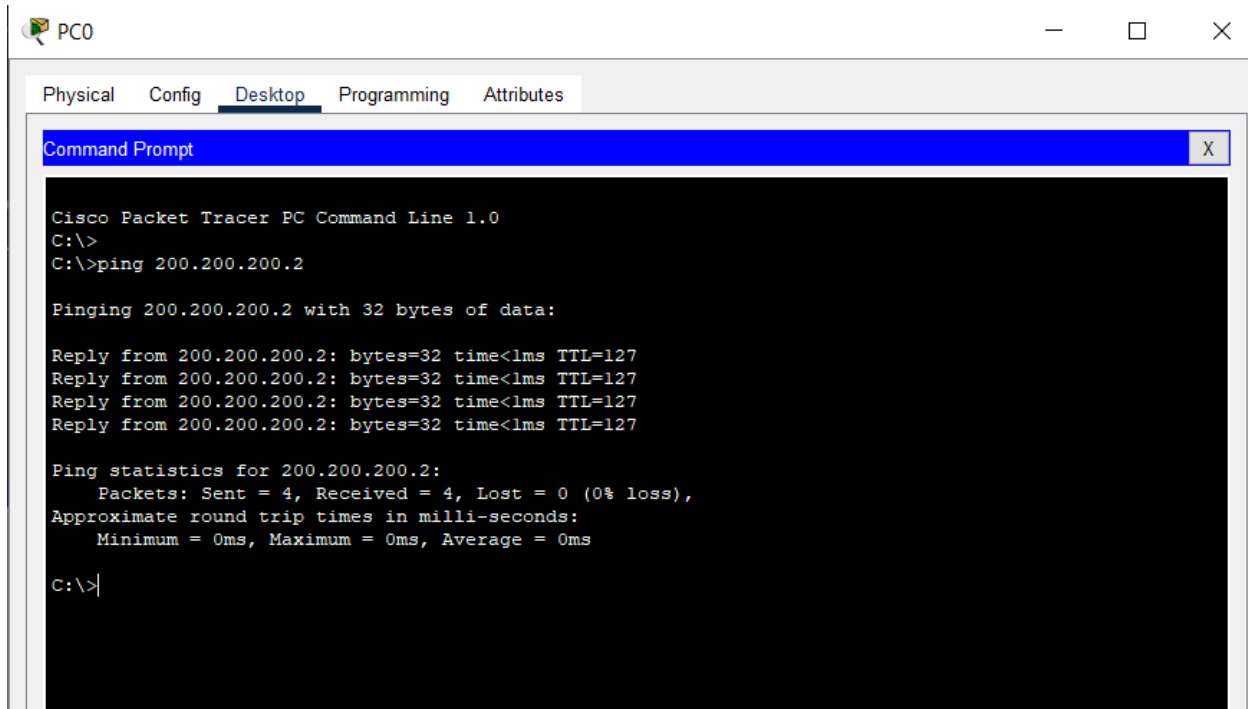 PC0
Physical Config Desktop Programming Attributes
Command Prompt X
Cisco Packet Tracer PC Command Line 1.0
C:\>
C:\>ping 200.200.200.2
Pinging 200.200.200.2 with 32 bytes of data:
Reply from 200.200.200.2: bytes=32 time<1ms TTL=127
Reply from 200.200.200.2: bytes=32 time<1ms TTL=127
Reply from 200.200.200.2: bytes=32 time<1ms TTL=127
Reply from 200.200.200.2: bytes=32 time<1ms TTL=127
Ping statistics for 200.200.200.2:
Packets: Sent = 4, Received = 4, Lost = 0 (0% loss),
Approximate round trip times in milli-seconds:
Minimum = 0ms, Maximum = 0ms, Average = 0ms
C:\>